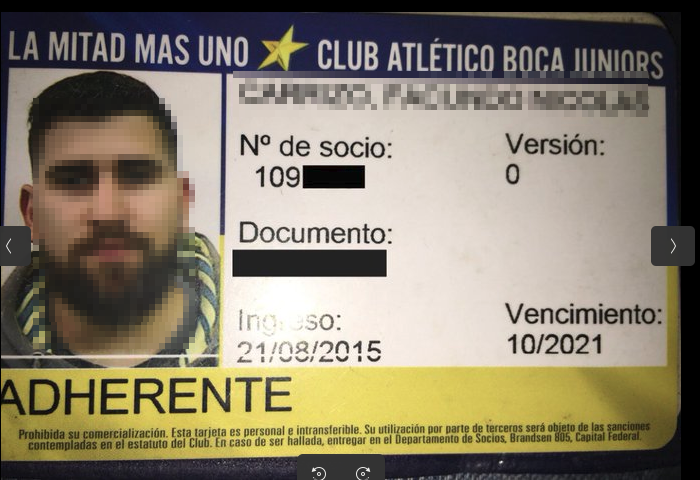 LA MITAD MAS UNO CLUB ATLÉTICO BOCA JUNIORS
Nº de socio:
109
Versión:
0
Documento:
Ingreso:
21/08/2015
Vencimiento:
10/2021
ADHERENTE
Prohibida su comercialización. Esta tarjeta es personal e intransferible. Su utilización por parte de terceros será objeto de las sanciones
contempladas en el estatuto del Club. En caso de ser hallada, entregar en el Departamento de Socios, Brandsen 805, Capital Federal.